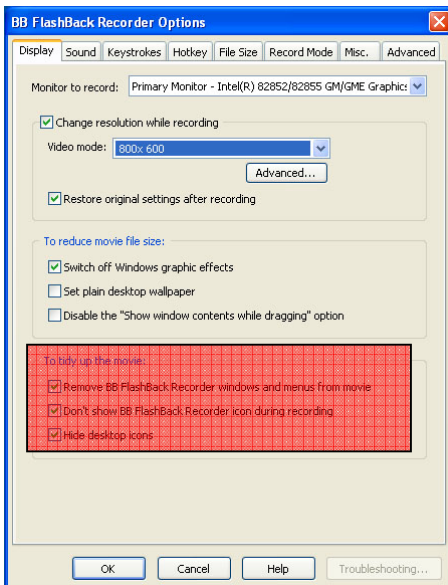 BB FlashBack Recorder Options
Display Sound Keystrokes Hotkey File Size Record Mode Misc. Advanced
Monitor to record: Primary Monitor - Intel(R) 82852/82855 GM/GME Graphics
Change resolution while recording
Video mode: 800x 600
Advanced...
Restore original settings after recording
To reduce movie file size:
Switch off Windows graphic effects
Set plain desktop wallpaper
Disable the "Show window contents while dragging" option
To tidy up the movie:
Remove BB FlashBack Recorder windows and menus from movie
Don't show BB FlashBack Recorder icon during recording
Hide desktop icons
OK Cancel Help Troubleshooting...